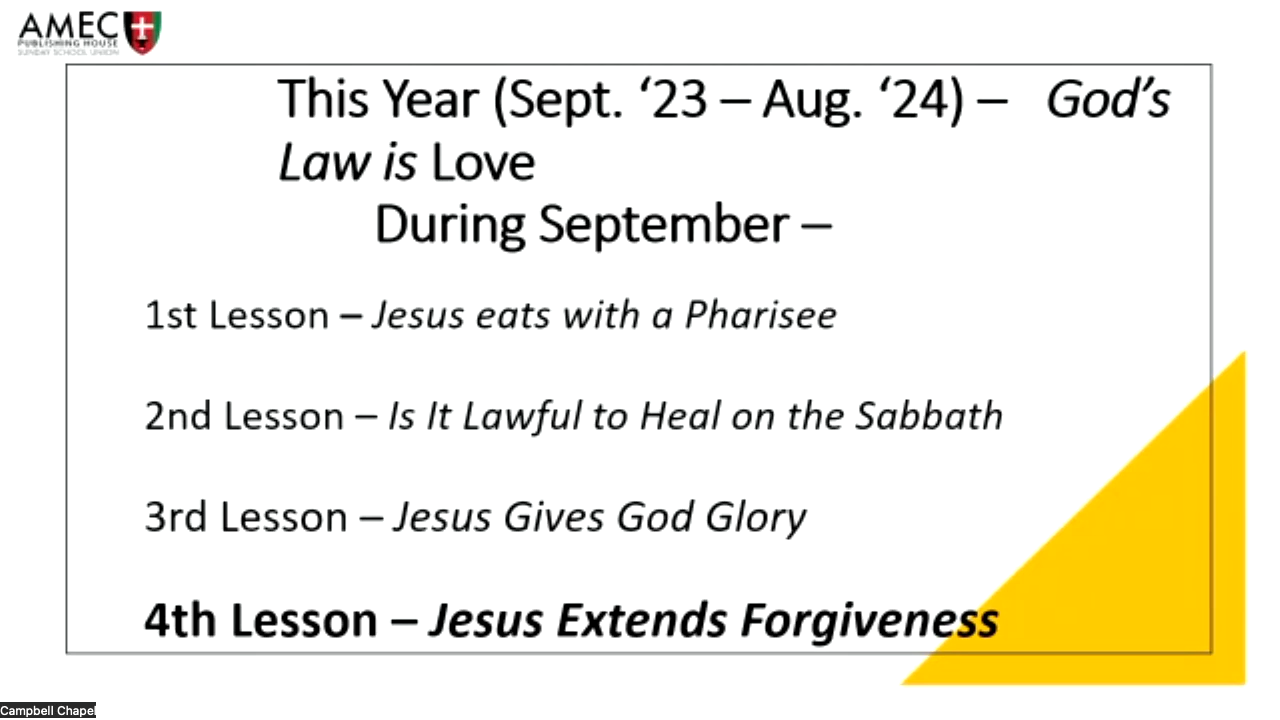 AMEC
PUBLISHING HOUSE
SUNDAY SCHOOL UNION
This Year (Sept. ‘23 – Aug. ‘24) – God’s
Law is Love
During September –
1st Lesson – Jesus eats with a Pharisee
2nd Lesson – Is It Lawful to Heal on the Sabbath
3rd Lesson – Jesus Gives God Glory
4th Lesson – Jesus Extends Forgiveness
Campbell Chapel